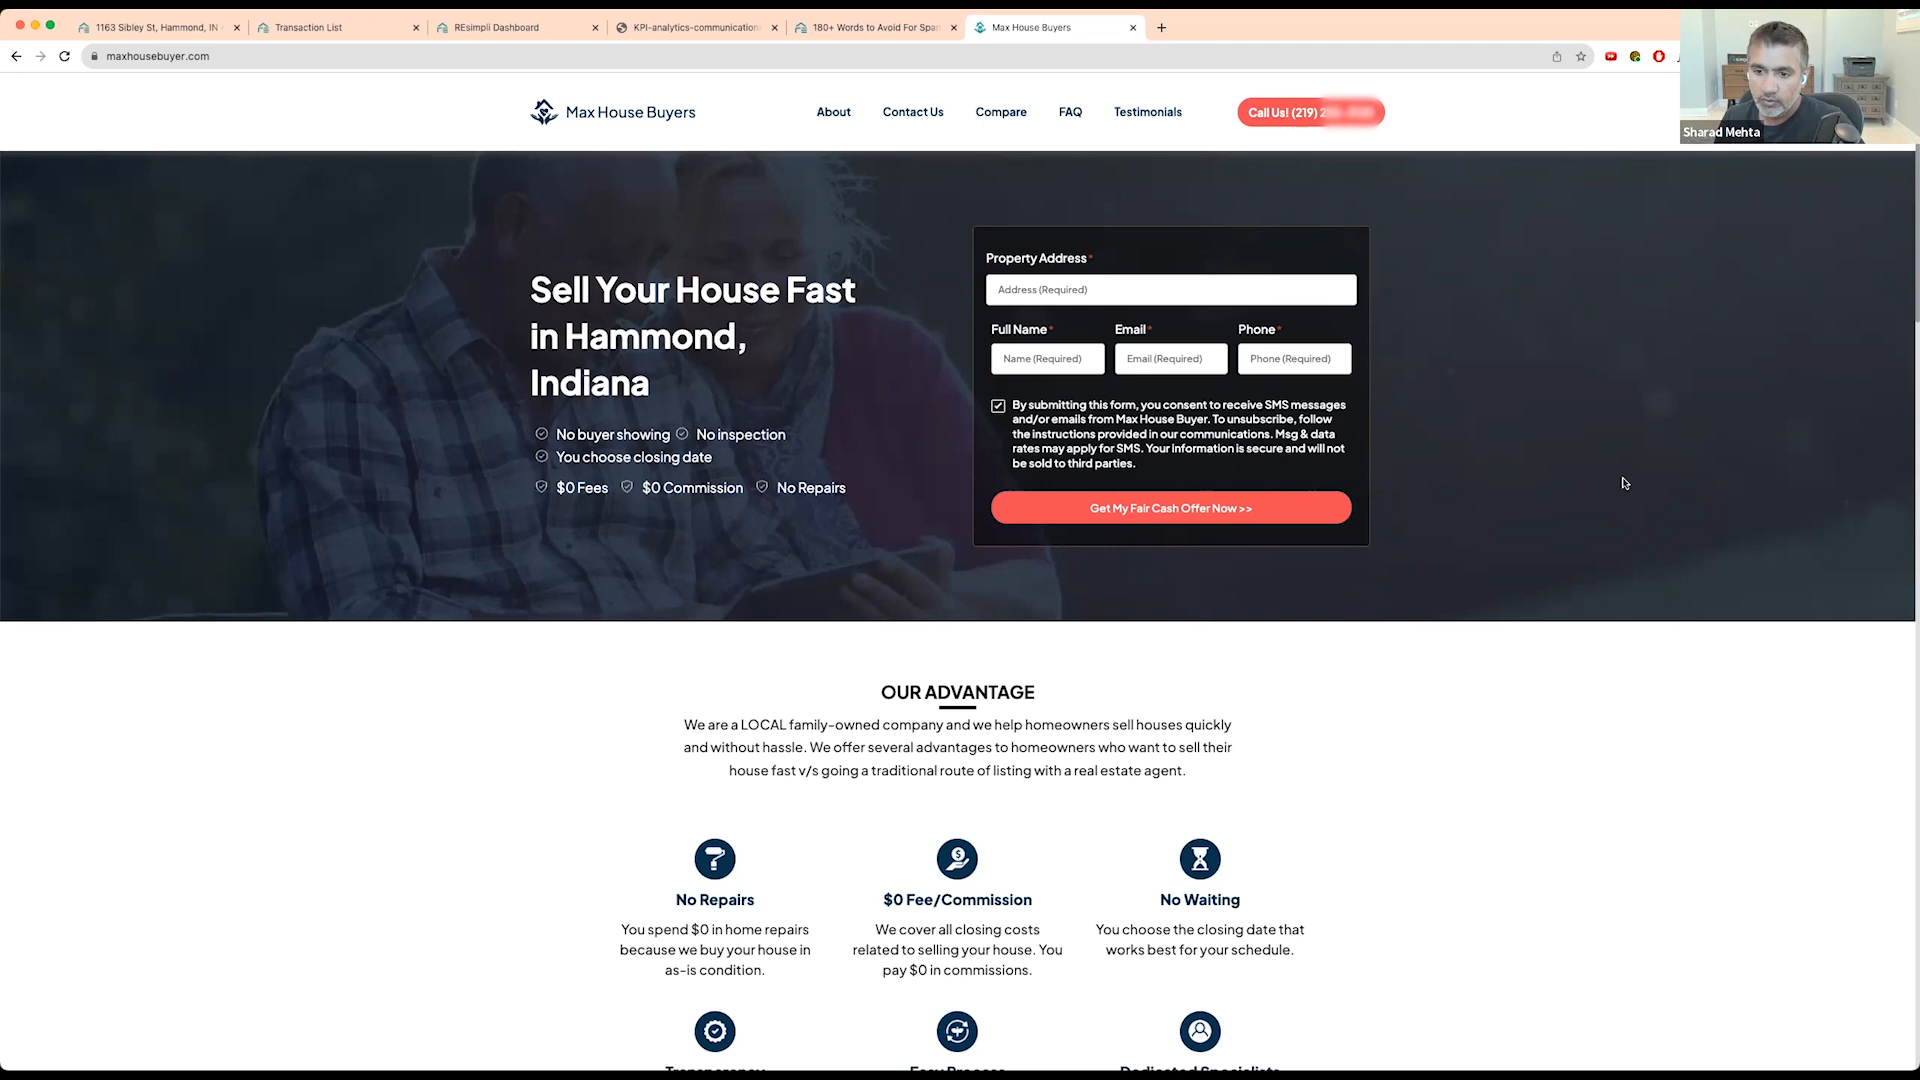 1163 Sibley St, Hammond, IN
Transaction List
REsimpli Dashboard
KPI-analytics-communication
180+ Words to Avoid For Span
Max House Buyers
maxhousebuyer.com
Sharad Mehta
Max House Buyers
About
Contact Us
Compare
FAQ
Testimonials
Call Us! (219) 2
Sell Your House Fast
in Hammond,
Indiana
No buyer showing No inspection
You choose closing date
$0 Fees $0 Commission No Repairs
Property Address*
Address (Required)
Full Name* Email* Phone*
Name (Required) Email (Required) Phone (Required)
By submitting this form, you consent to receive SMS messages
and/or emails from Max House Buyer. To unsubscribe, follow
the instructions provided in our communications. Msg & data
rates may apply for SMS. Your information is secure and will not
be sold to third parties.
Get My Fair Cash Offer Now >>
OUR ADVANTAGE
We are a LOCAL family-owned company and we help homeowners sell houses quickly
and without hassle. We offer several advantages to homeowners who want to sell their
house fast v/s going a traditional route of listing with a real estate agent.
No Repairs
You spend $0 in home repairs
because we buy your house in
as-is condition.
$0 Fee/Commission
We cover all closing costs
related to selling your house. You
pay $0 in commissions.
No Waiting
You choose the closing date that
works best for your schedule.
Transparency
Easy Process
Dedicated Specialists